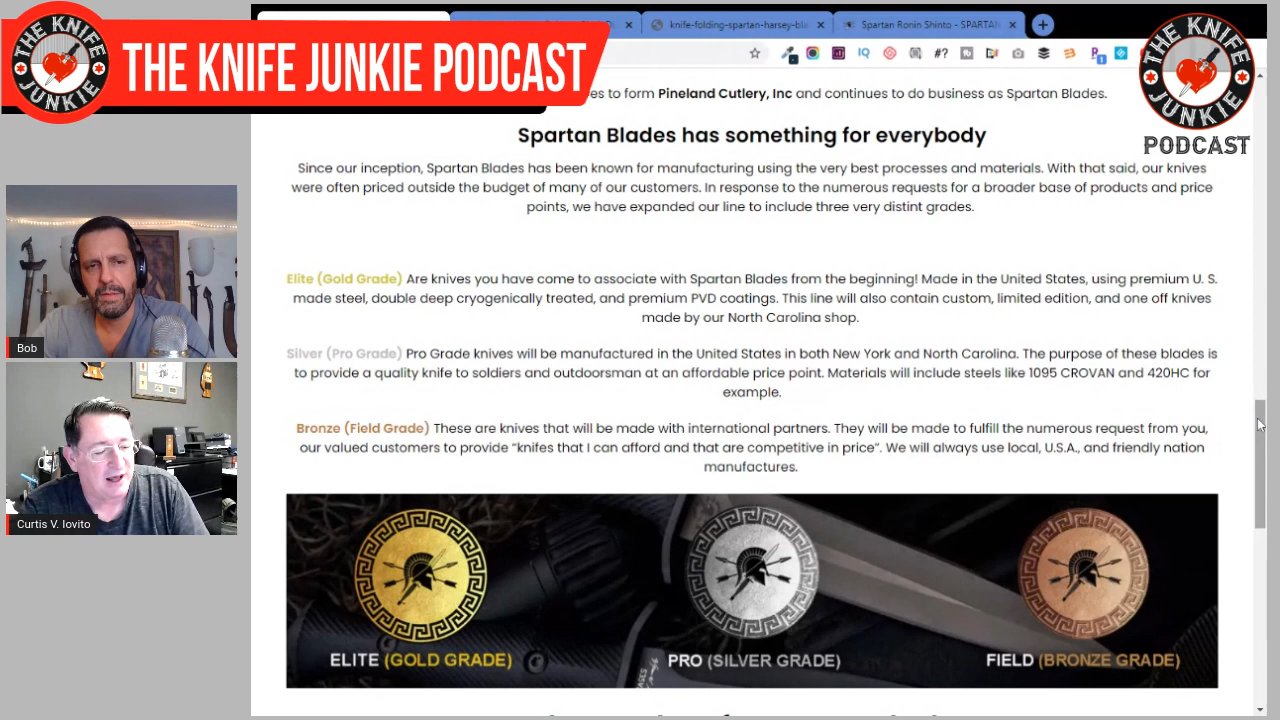 THE KNIFE JUNKIE
THE KNIFE JUNKIE PODCAST
knife-folding-spartan-harsey-bla
Spartan Ronin Shinto - SPARTAN
THE KNIFE JUNKIE
PODCAST
es to form Pineland Cutlery, Inc and continues to do business as Spartan Blades.
Spartan Blades has something for everybody
Since our inception, Spartan Blades has been known for manufacturing using the very best processes and materials. With that said, our knives
were often priced outside the budget of many of our customers. In response to the numerous requests for a broader base of products and price
points, we have expanded our line to include three very distint grades.
Elite (Gold Grade) Are knives you have come to associate with Spartan Blades from the beginning! Made in the United States, using premium U. S.
made steel, double deep cryogenically treated, and premium PVD coatings. This line will also contain custom, limited edition, and one off knives
made by our North Carolina shop.
Silver (Pro Grade) Pro Grade knives will be manufactured in the United States in both New York and North Carolina. The purpose of these blades is
to provide a quality knife to soldiers and outdoorsman at an affordable price point. Materials will include steels like 1095 CROVAN and 420HC for
example.
Bronze (Field Grade) These are knives that will be made with international partners. They will be made to fulfill the numerous request from you,
our valued customers to provide “knifes that I can afford and that are competitive in price”. We will always use local, U.S.A., and friendly nation
manufactures.
ELITE (GOLD GRADE)
PRO (SILVER GRADE)
FIELD (BRONZE GRADE)
Bob
Curtis V. Iovito